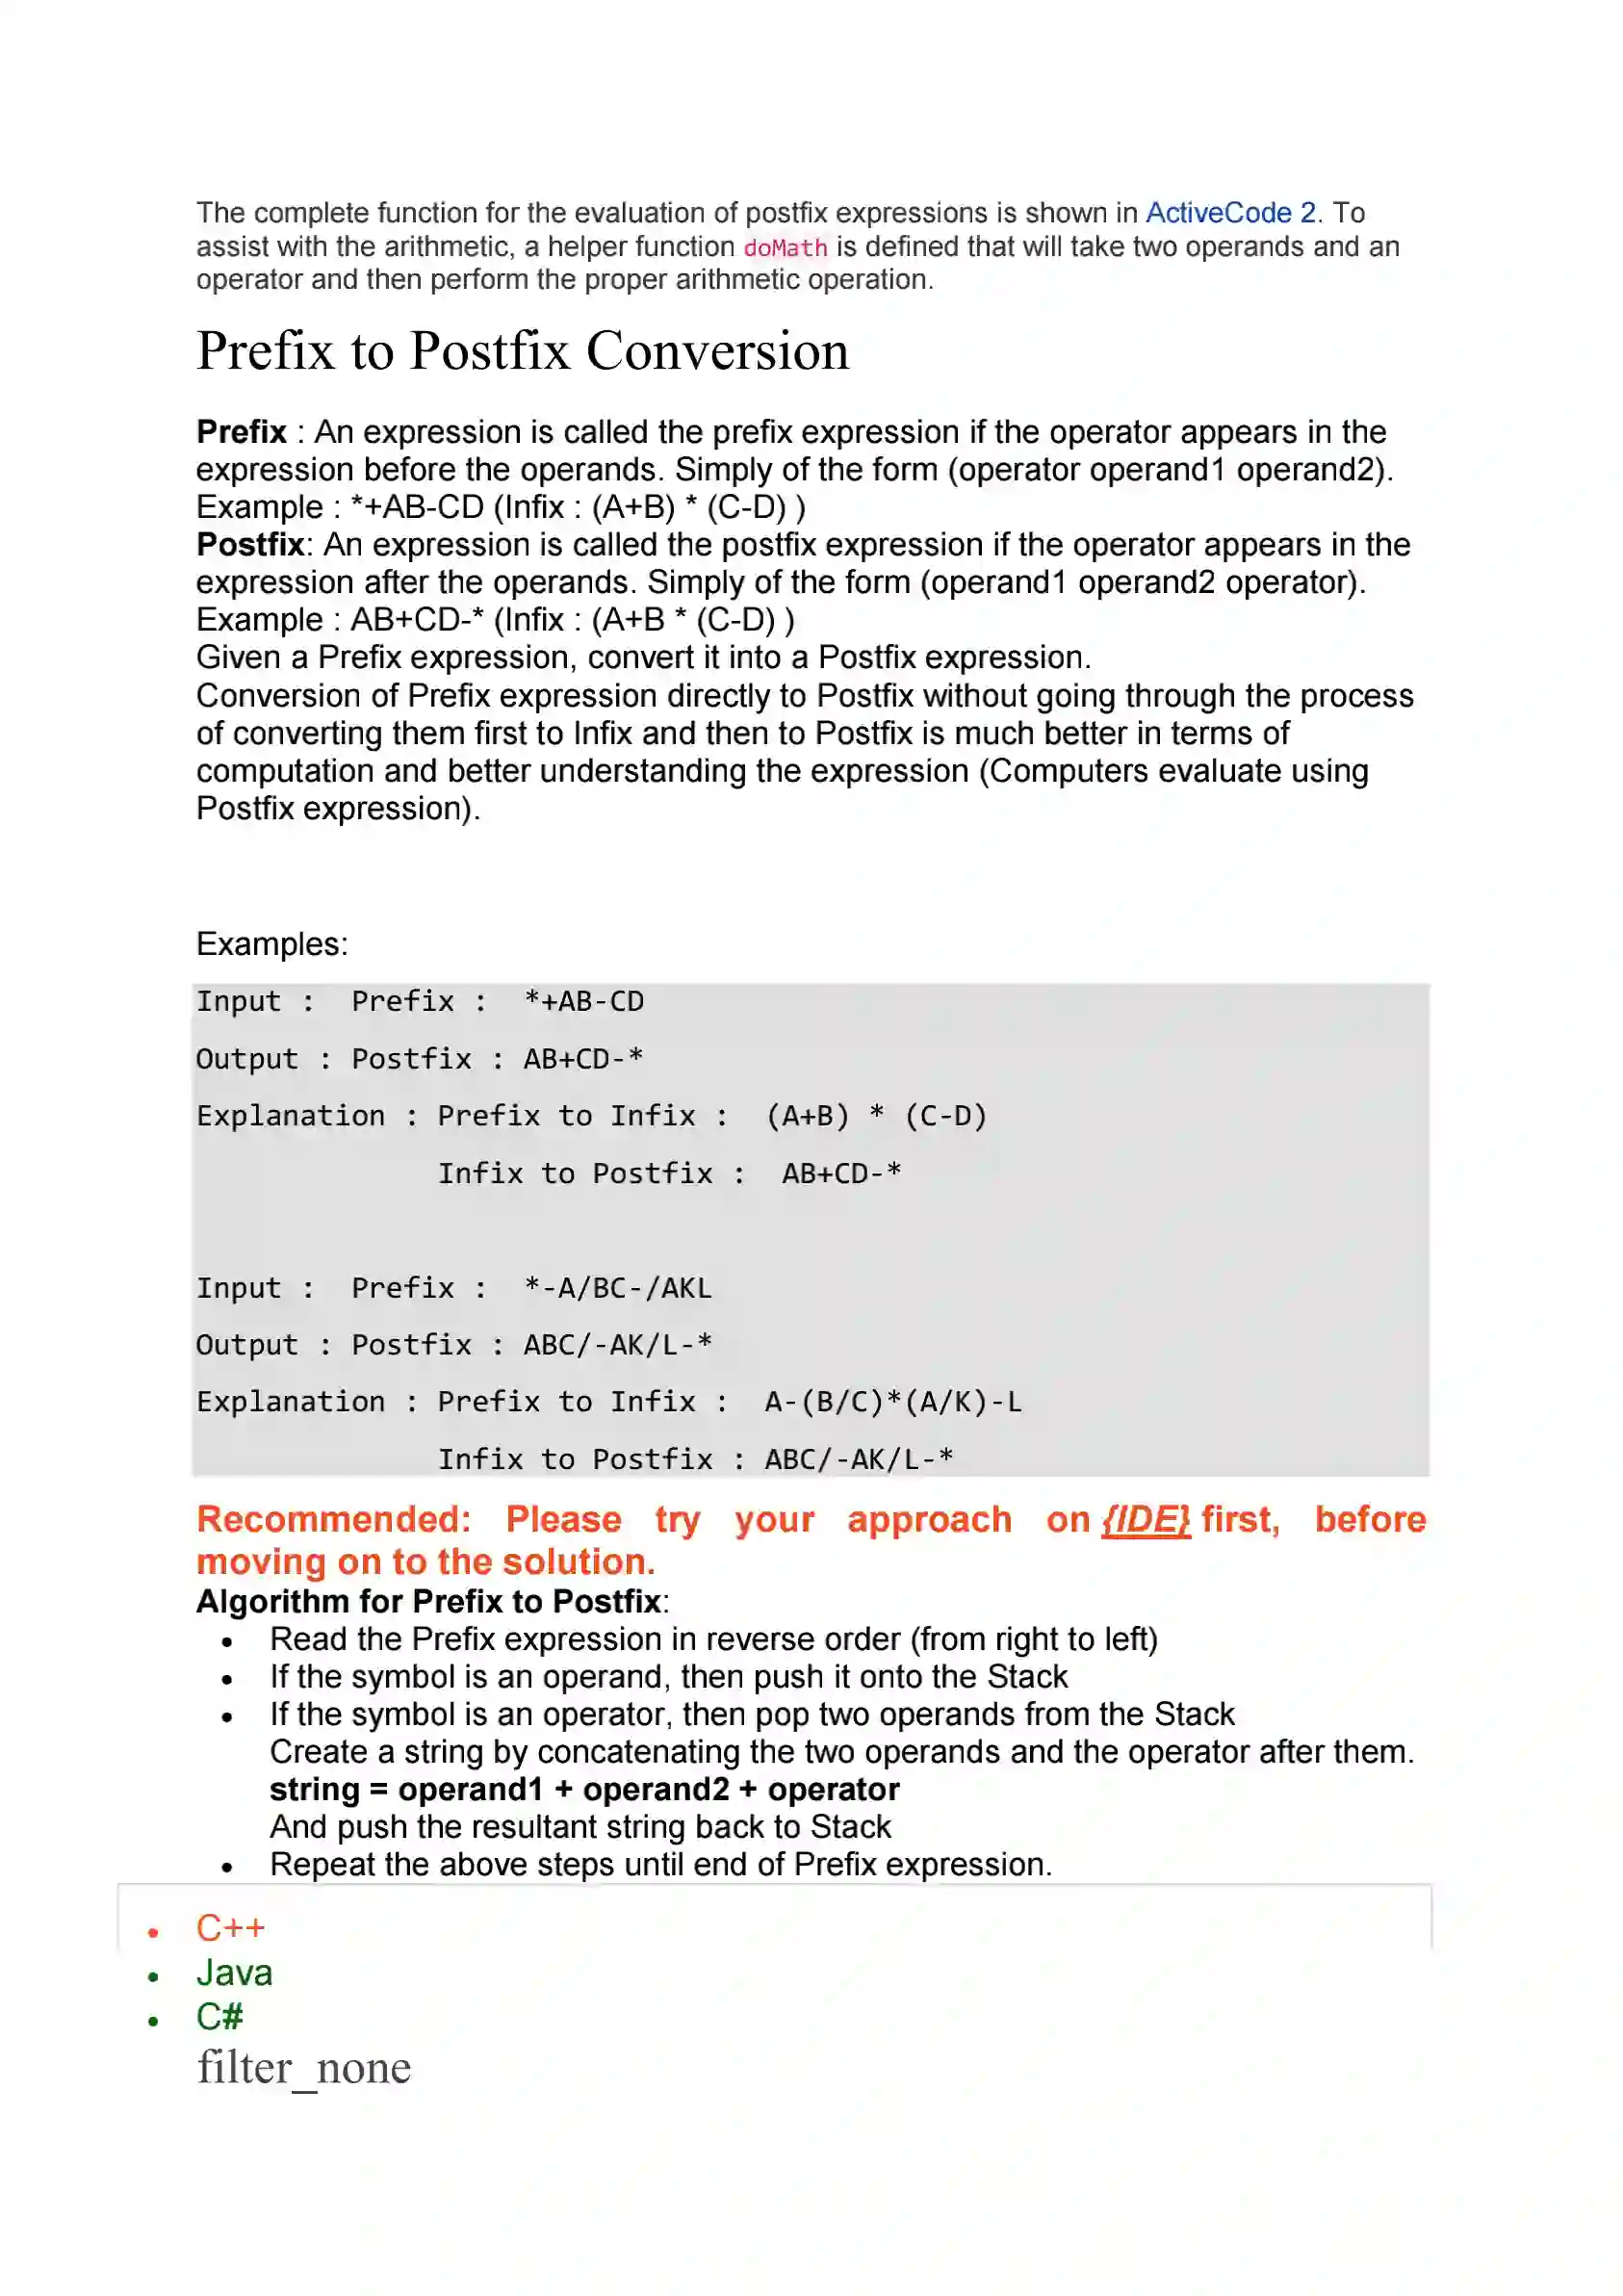 The complete function for the evaluation of postfix expressions is shown in ActiveCode 2. To
assist with the arithmetic, a helper function doMath is defined that will take two operands and an
operator and then perform the proper arithmetic operation.
Prefix to Postfix Conversion
Prefix : An expression is called the prefix expression if the operator appears in the
expression before the operands. Simply of the form (operator operand1 operand2).
Example : *+AB-CD (Infix : (A+B) * (C-D) )
Postfix: An expression is called the postfix expression if the operator appears in the
expression after the operands. Simply of the form (operand1 operand2 operator).
Example : AB+CD-* (Infix : (A+B * (C-D) )
Given a Prefix expression, convert it into a Postfix expression.
Conversion of Prefix expression directly to Postfix without going through the process
of converting them first to Infix and then to Postfix is much better in terms of
computation and better understanding the expression (Computers evaluate using
Postfix expression).
Examples:
Input :  Prefix :  *+AB-CD
Output : Postfix : AB+CD-*
Explanation : Prefix to Infix :  (A+B) * (C-D)
Infix to Postfix :  AB+CD-*
Input :  Prefix :  *-A/BC-/AKL
Output : Postfix : ABC/-AK/L-*
Explanation : Prefix to Infix :  A-(B/C)*(A/K)-L
Infix to Postfix : ABC/-AK/L-*
Recommended: Please try your approach on {IDE} first, before
moving on to the solution.
Algorithm for Prefix to Postfix:
• Read the Prefix expression in reverse order (from right to left)
• If the symbol is an operand, then push it onto the Stack
• If the symbol is an operator, then pop two operands from the Stack
Create a string by concatenating the two operands and the operator after them.
string = operand1 + operand2 + operator
And push the resultant string back to Stack
• Repeat the above steps until end of Prefix expression.
• C++
• Java
• C#
filter_none